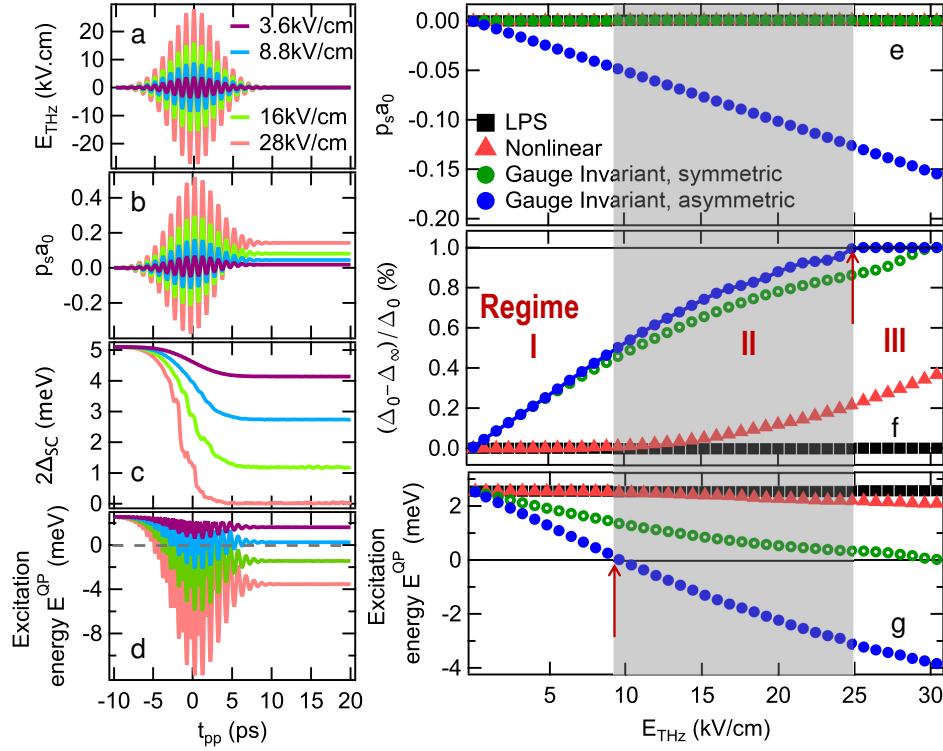 a
3.6kV/cm
8.8kV/cm
16kV/cm
28kV/cm
E_THz (kV.cm)
20
10
0
-10
-20
b
p_s a_0
0.4
0.2
0.0
-0.2
c
2Δ_SC (meV)
5
4
3
2
1
0
d
Excitation
energy E^QP (meV)
0
-4
-8
-10
-5
0
5
10
15
20
t_pp (ps)
e
p_s a_0
0.00
-0.05
-0.10
-0.15
-0.20
LPS
Nonlinear
Gauge Invariant, symmetric
Gauge Invariant, asymmetric
f
(Δ_0 − Δ_∞) / Δ_0 (%)
1.0
0.8
0.6
0.4
0.2
0.0
Regime
I
II
III
g
Excitation
energy E^QP (meV)
2
0
-2
-4
5
10
15
20
25
30
E_THz (kV/cm)